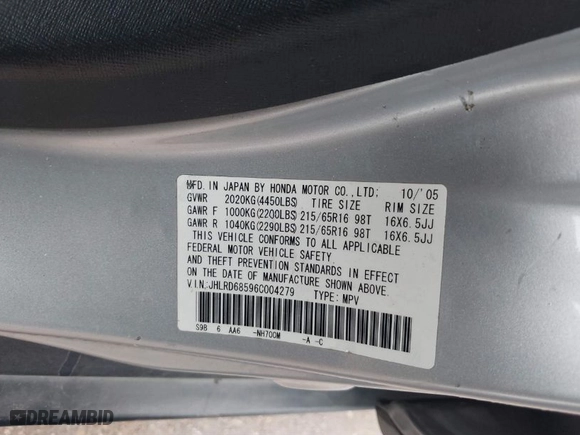 MFD. IN JAPAN BY HONDA MOTOR CO.,LTD: 10/'05
GVWR 2020KG(4450LBS) TIRE SIZE RIM SIZE
GAWR F 1000KG(2200LBS) 215/65R16 98T 16X6.5JJ
GAWR R 1040KG(2290LBS) 215/65R16 98T 16X6.5JJ
THIS VEHICLE CONFORMS TO ALL APPLICABLE
FEDERAL MOTOR VEHICLE SAFETY
AND THEFT PREVENTION STANDARDS IN EFFECT
ON THE DATE OF MANUFACTURE SHOWN ABOVE.
V.I.N.:JHLRD68596C004279 TYPE: MPV
S9B 6 AA6 -NH700M -A -C
DREAMBID